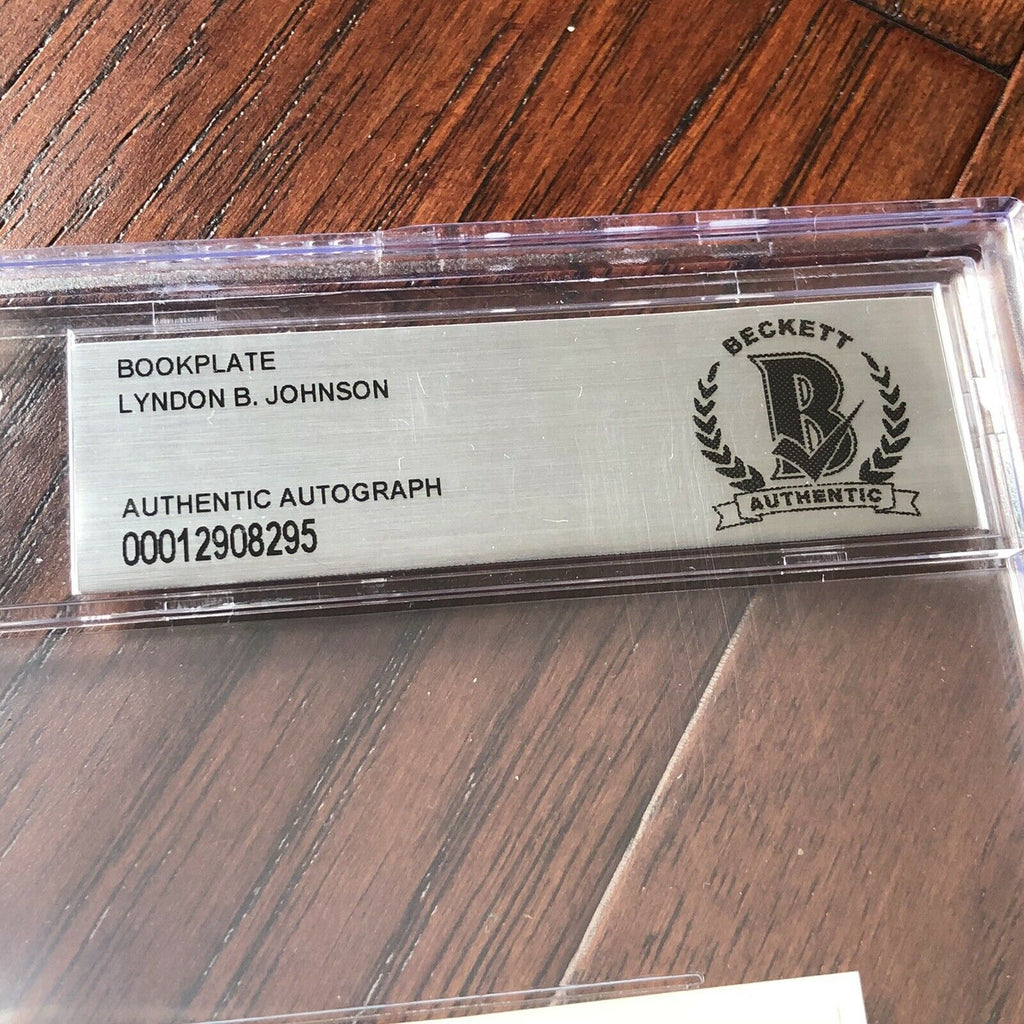 BOOKPLATE
LYNDON B. JOHNSON
AUTHENTIC AUTOGRAPH
00012908295
BECKETT
B
AUTHENTIC